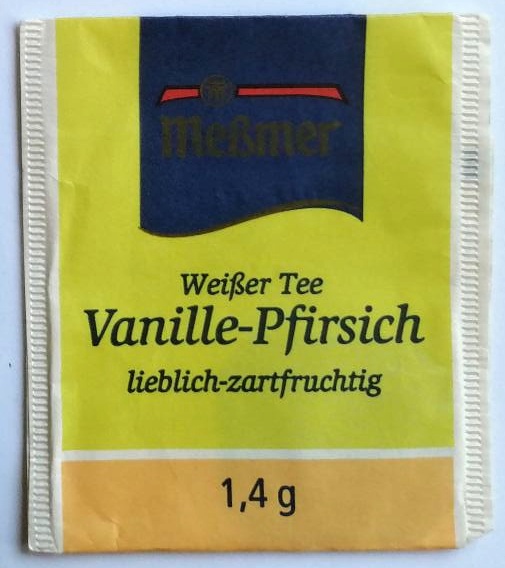 Meßmer
Weißer Tee
Vanille-Pfirsich
lieblich-zartfruchtig
1,4 g